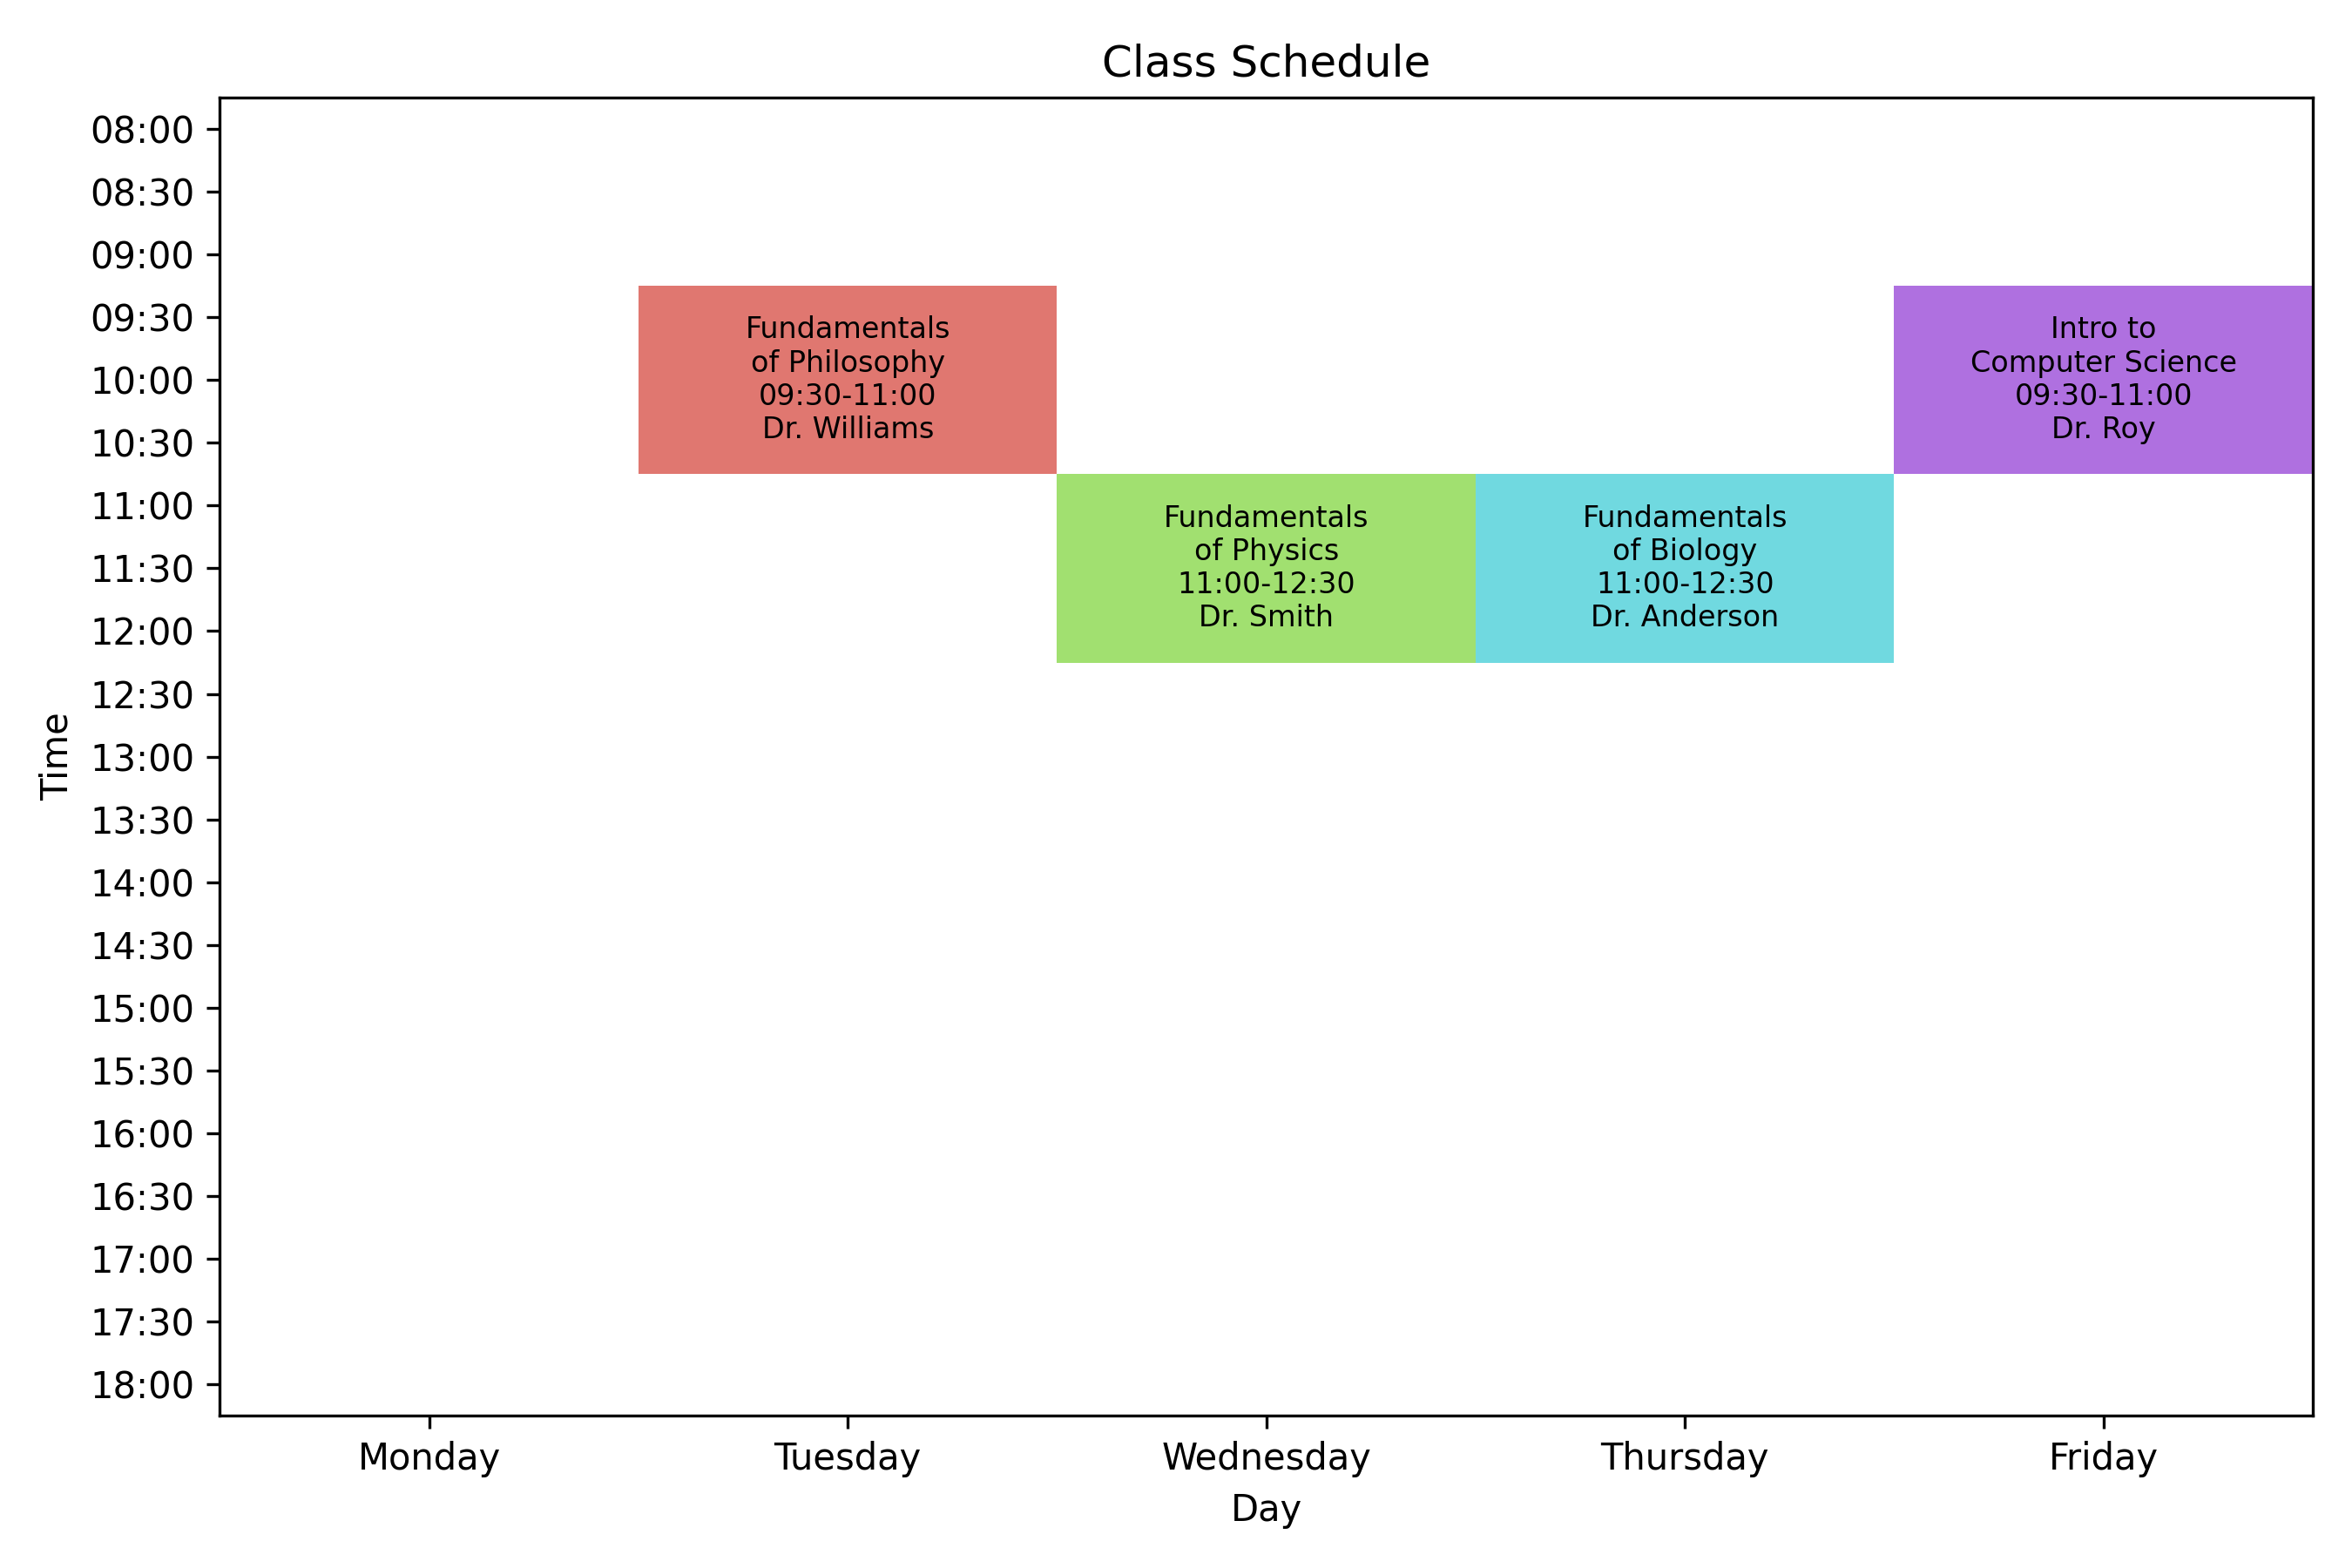 Class Schedule
08:00
08:30
09:00
09:30
10:00
10:30
11:00
11:30
12:00
12:30
13:00
13:30
14:00
14:30
15:00
15:30
16:00
16:30
17:00
17:30
18:00
Time
Fundamentals
of Philosophy
09:30-11:00
Dr. Williams
Fundamentals
of Physics
11:00-12:30
Dr. Smith
Fundamentals
of Biology
11:00-12:30
Dr. Anderson
Intro to
Computer Science
09:30-11:00
Dr. Roy
Monday
Tuesday
Wednesday
Thursday
Friday
Day